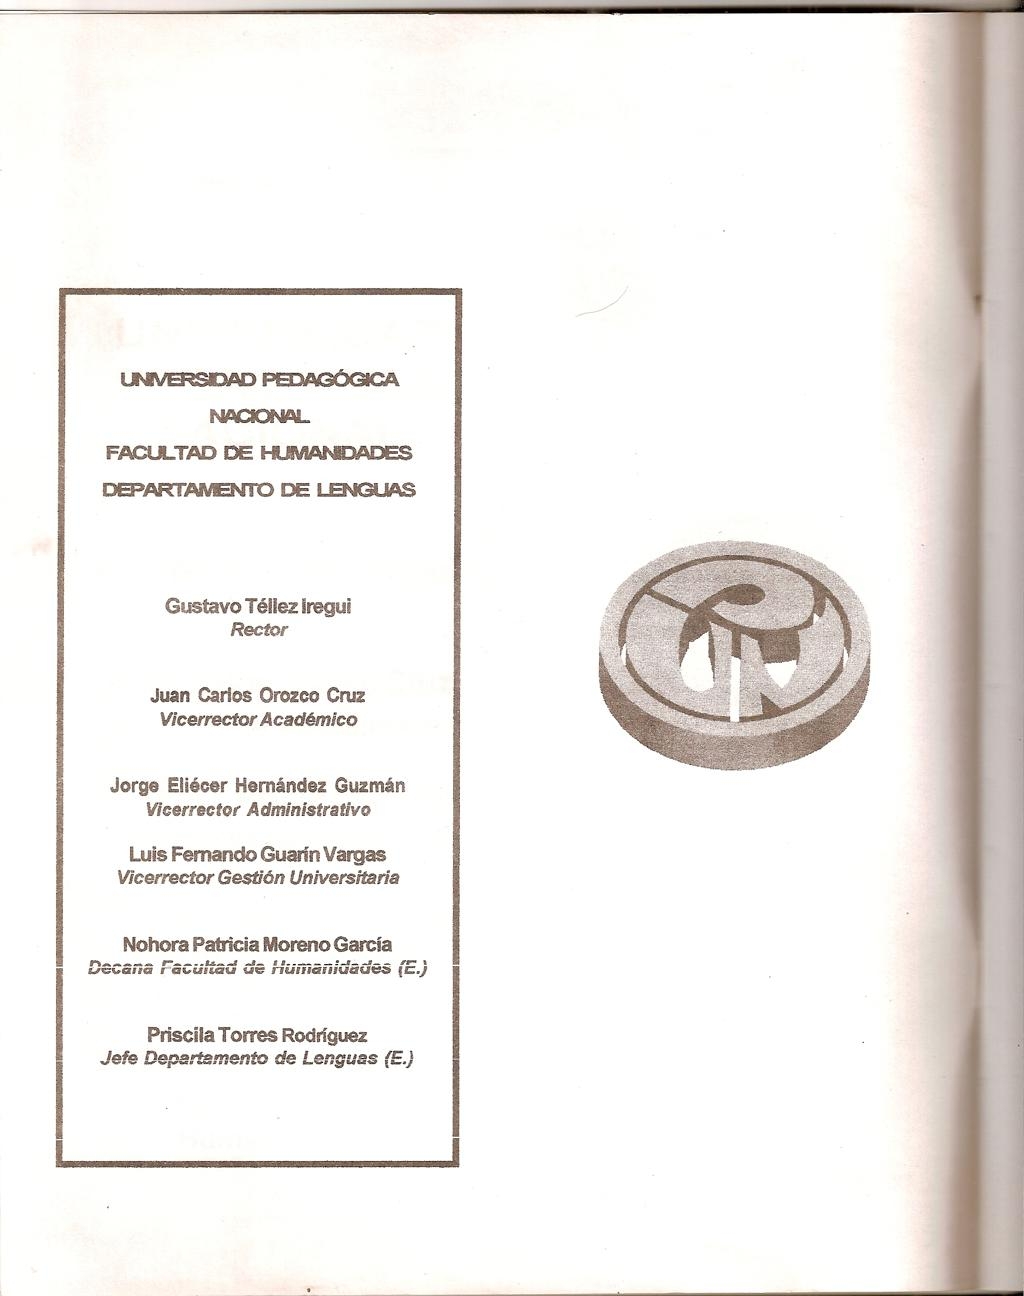 UNIVERSIDAD PEDAGÓGICA
NACIONAL
FACULTAD DE HUMANIDADES
DEPARTAMENTO DE LENGUAS
Gustavo Téllez Iregui
Rector
Juan Carlos Orozco Cruz
Vicerrector Académico
Jorge Eliécer Hernández Guzmán
Vicerrector Administrativo
Luis Fernando Guarín Vargas
Vicerrector Gestión Universitaria
Nohora Patricia Moreno García
Decana Facultad de Humanidades (E.)
Priscila Torres Rodríguez
Jefe Departamento de Lenguas (E.)
UPN